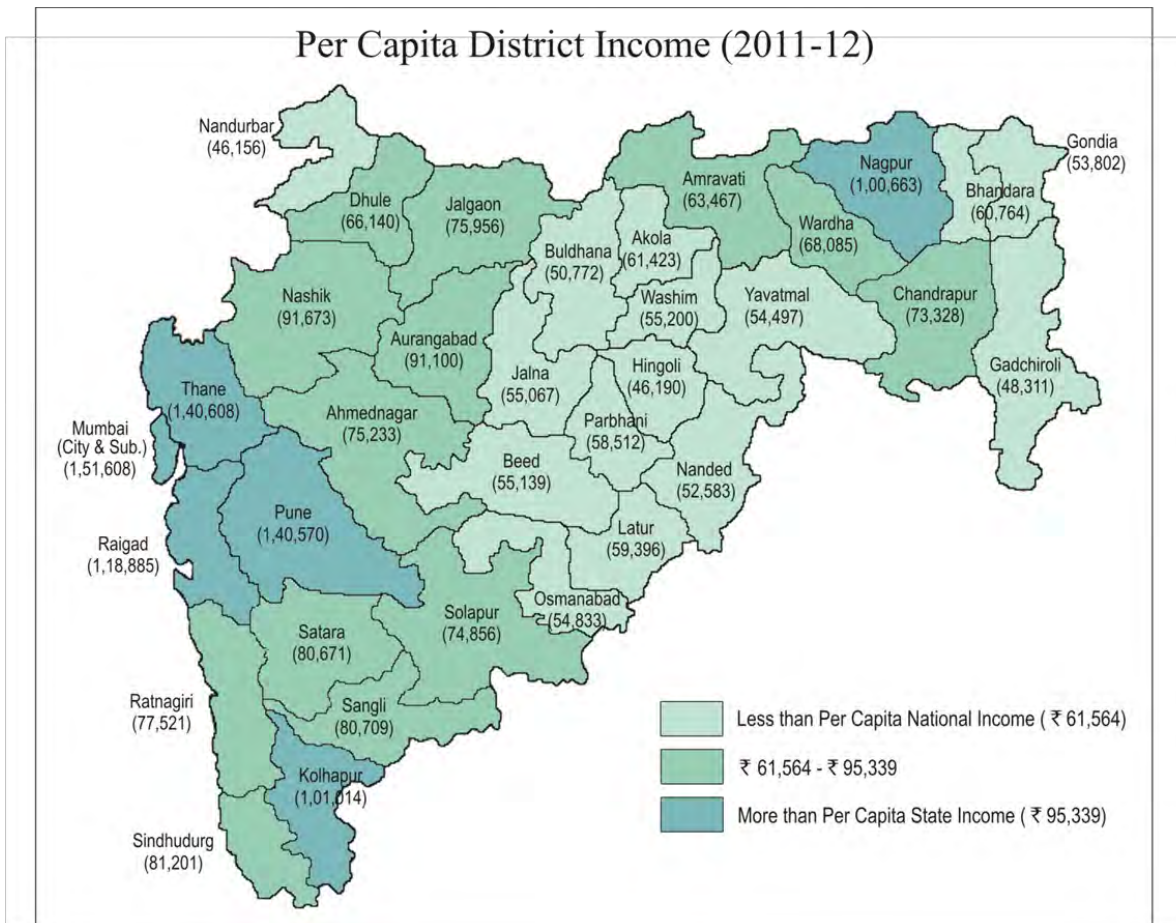 Per Capita District Income (2011-12)
Nandurbar
(46,156)
Dhule
(66,140)
Jalgaon
(75,956)
Amravati
(63,467)
Nagpur
(1,00,663)
Gondia
(53,802)
Bhandara
(60,764)
Wardha
(68,085)
Buldhana
(50,772)
Akola
(61,423)
Washim
(55,200)
Yavatmal
(54,497)
Chandrapur
(73,328)
Gadchiroli
(48,311)
Nashik
(91,673)
Aurangabad
(91,100)
Jalna
(55,067)
Hingoli
(46,190)
Parbhani
(58,512)
Nanded
(52,583)
Thane
(1,40,608)
Mumbai
(City & Sub.)
(1,51,608)
Ahmednagar
(75,233)
Beed
(55,139)
Latur
(59,396)
Pune
(1,40,570)
Raigad
(1,18,885)
Osmanabad
(54,833)
Solapur
(74,856)
Satara
(80,671)
Ratnagiri
(77,521)
Sangli
(80,709)
Kolhapur
(1,01,014)
Sindhudurg
(81,201)
Less than Per Capita National Income ( ₹ 61,564)
₹ 61,564 - ₹ 95,339
More than Per Capita State Income ( ₹ 95,339)